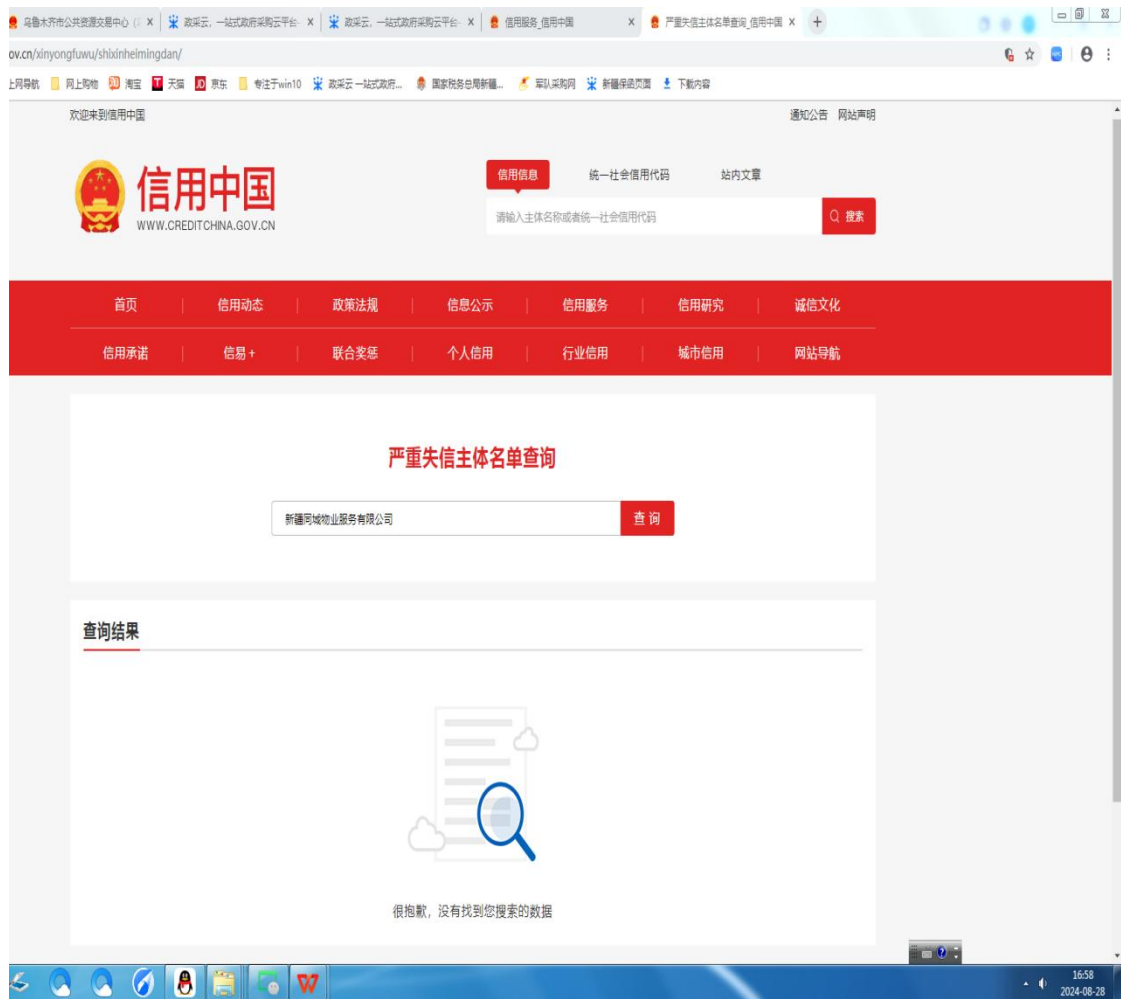 乌鲁木齐市公共资源交易中心
政采云，一站式政府采购云平台-
政采云，一站式政府采购云平台-
信用服务_信用中国
严重失信主体名单查询_信用中国
ov.cn/xinyongfuwu/shixinheimingdan/
上网导航 网上购物 淘宝 天猫 京东 专注于win10 政采云一站式政府... 国家税务总局新疆... 军队采购网 新疆保函页面 下载内容
欢迎来到信用中国 通知公告 网站声明
信用信息 统一社会信用代码 站内文章
信用中国
WWW.CREDITCHINA.GOV.CN
请输入主体名称或者统一社会信用代码 搜索
首页 信用动态 政策法规 信息公示 信用服务 信用研究 诚信文化
信用承诺 信易+ 联合奖惩 个人信用 行业信用 城市信用 网站导航
严重失信主体名单查询
新疆同域物业服务有限公司 查询
查询结果
很抱歉，没有找到您搜索的数据
16:58
2024-08-28